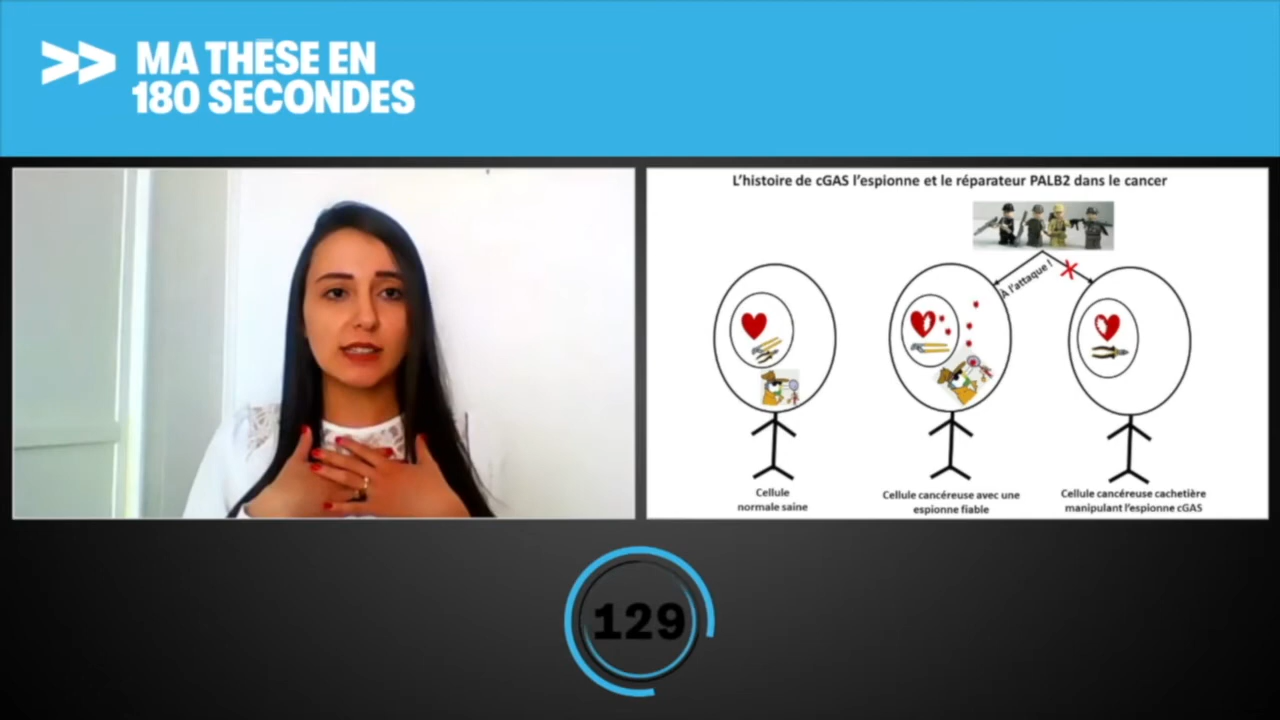 >> MA THÈSE EN
180 SECONDES
L'histoire de cGAS l'espionne et le réparateur PALB2 dans le cancer
À l'attaque !
Cellule
normale saine
Cellule cancéreuse avec une
espionne fiable
Cellule cancéreuse cachetière
manipulant l'espionne cGAS
129